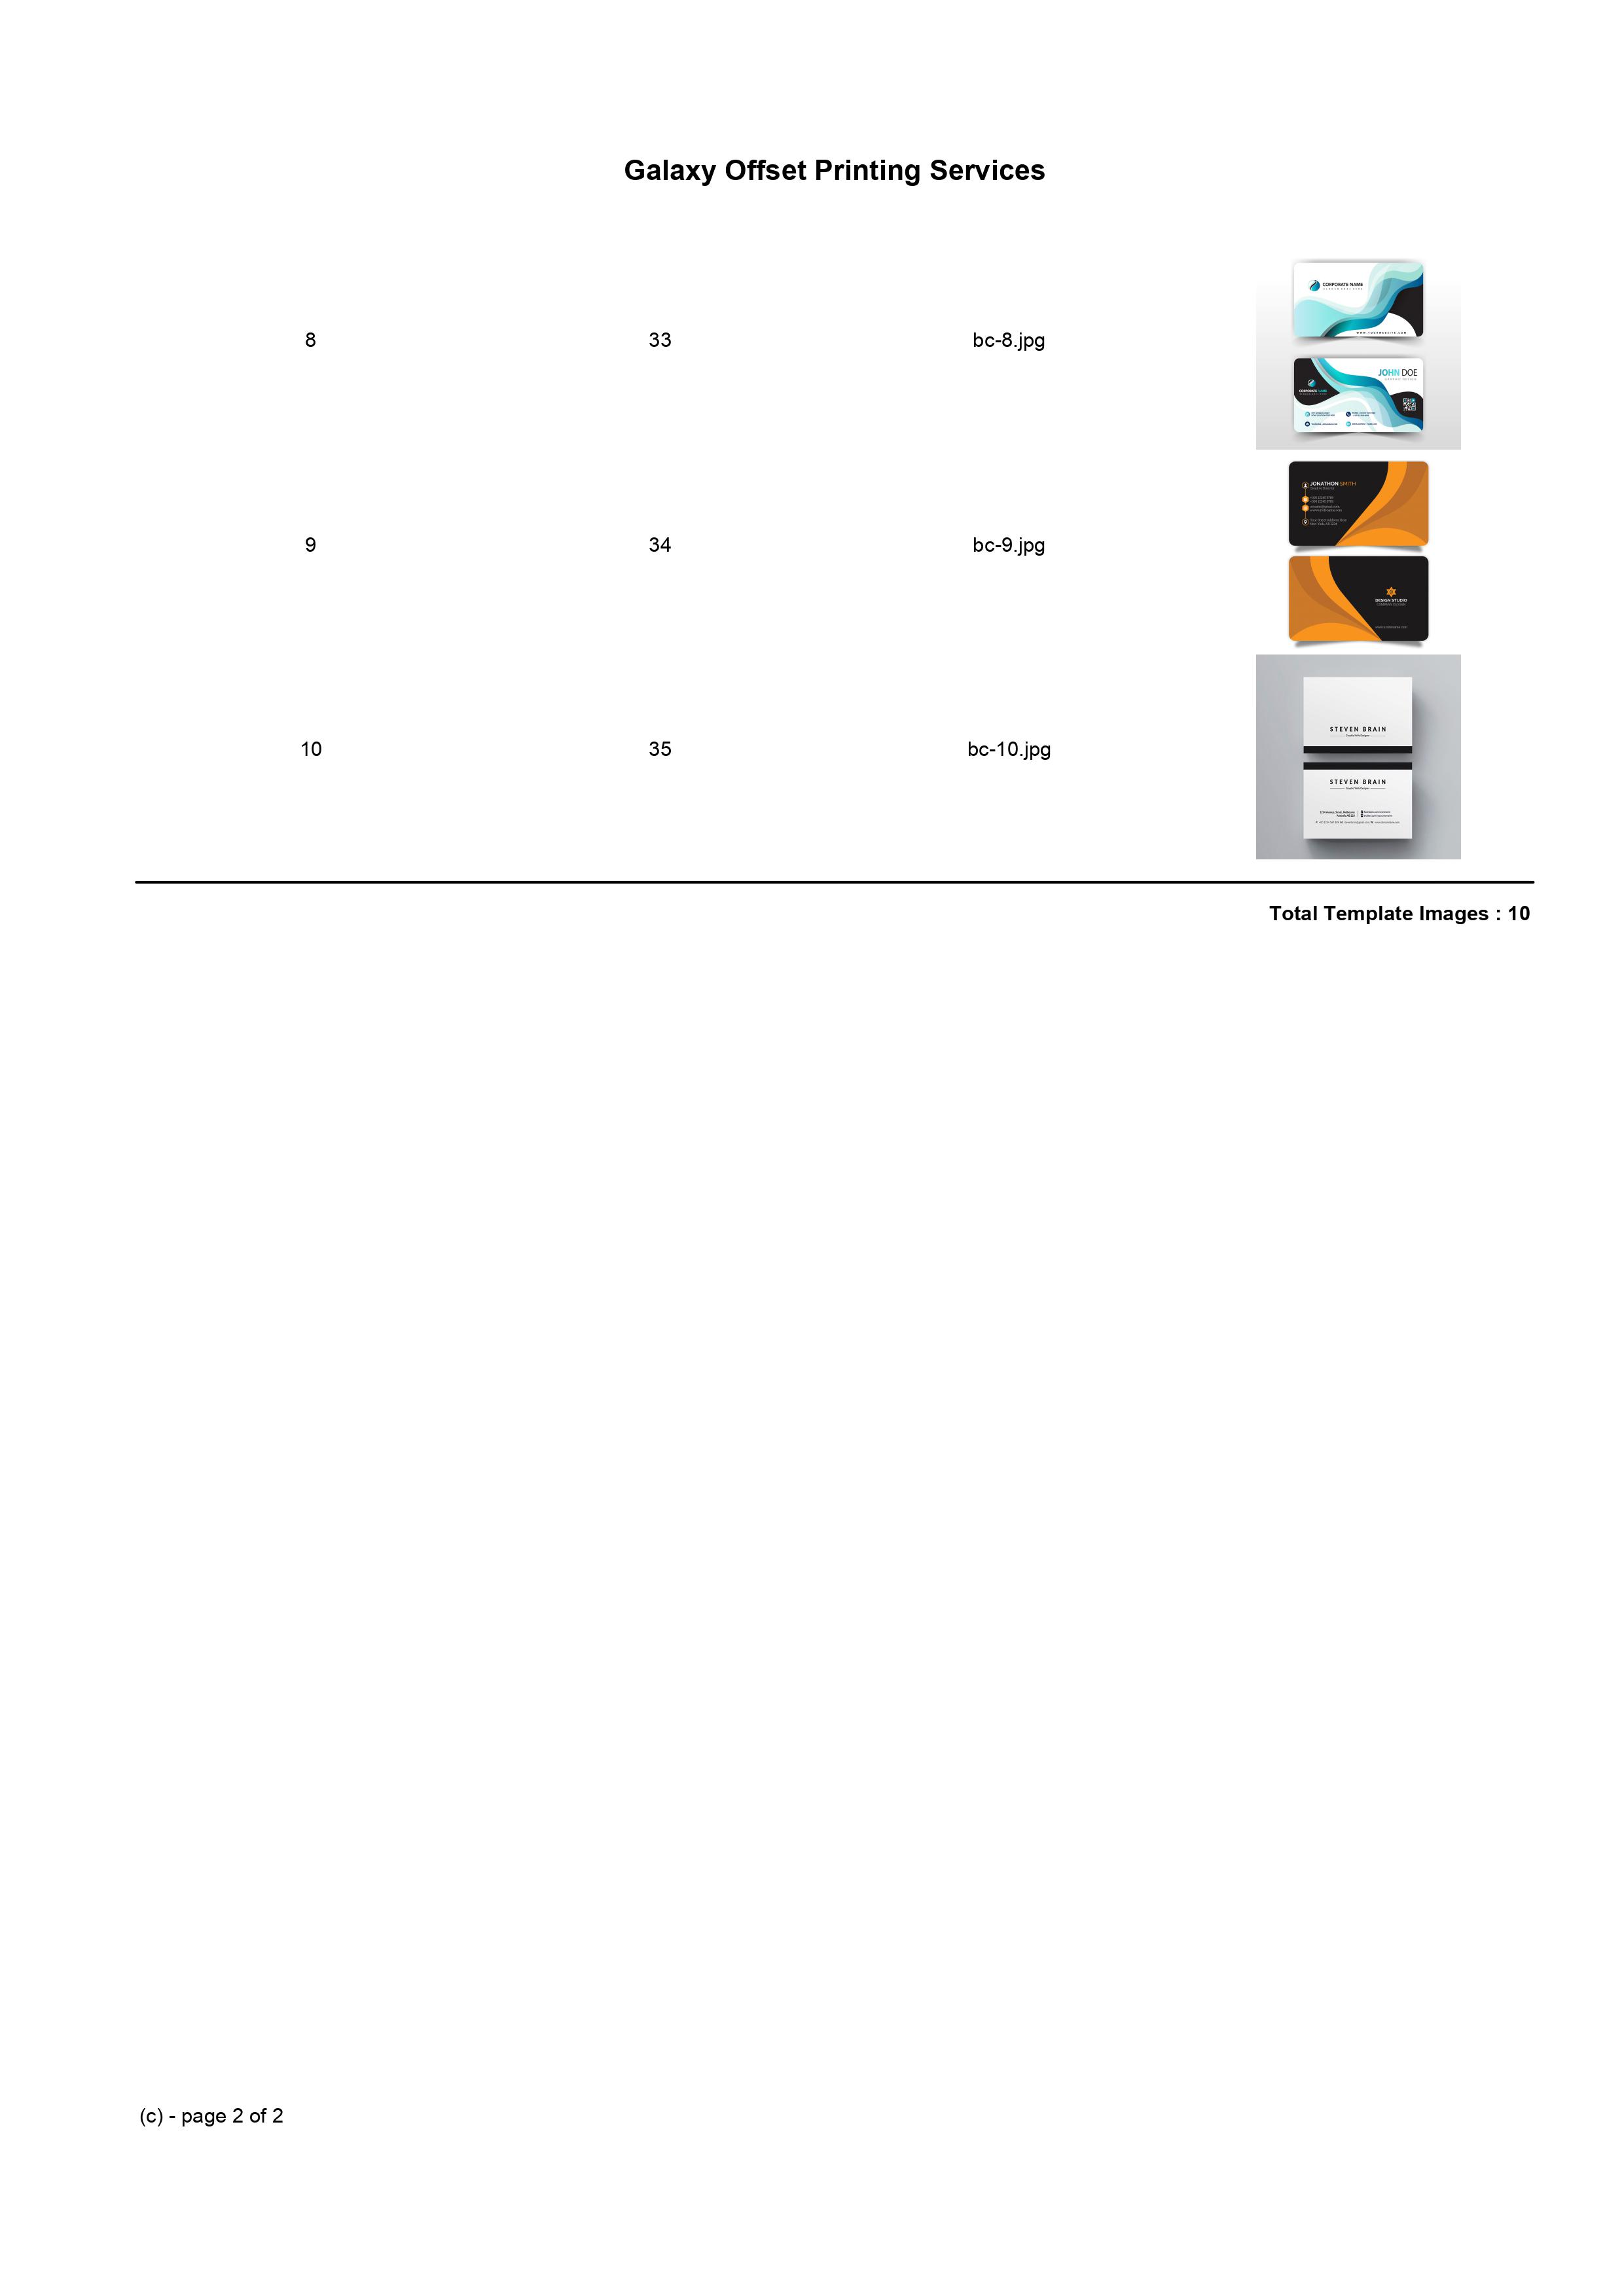 Galaxy Offset Printing Services
CORPORATE NAME
8 33 bc-8.jpg
JOHN DOE
JONATHON SMITH
9 34 bc-9.jpg
DESIGN STUDIO
STEVEN BRAIN
10 35 bc-10.jpg
STEVEN BRAIN
Total Template Images : 10
(c) - page 2 of 2